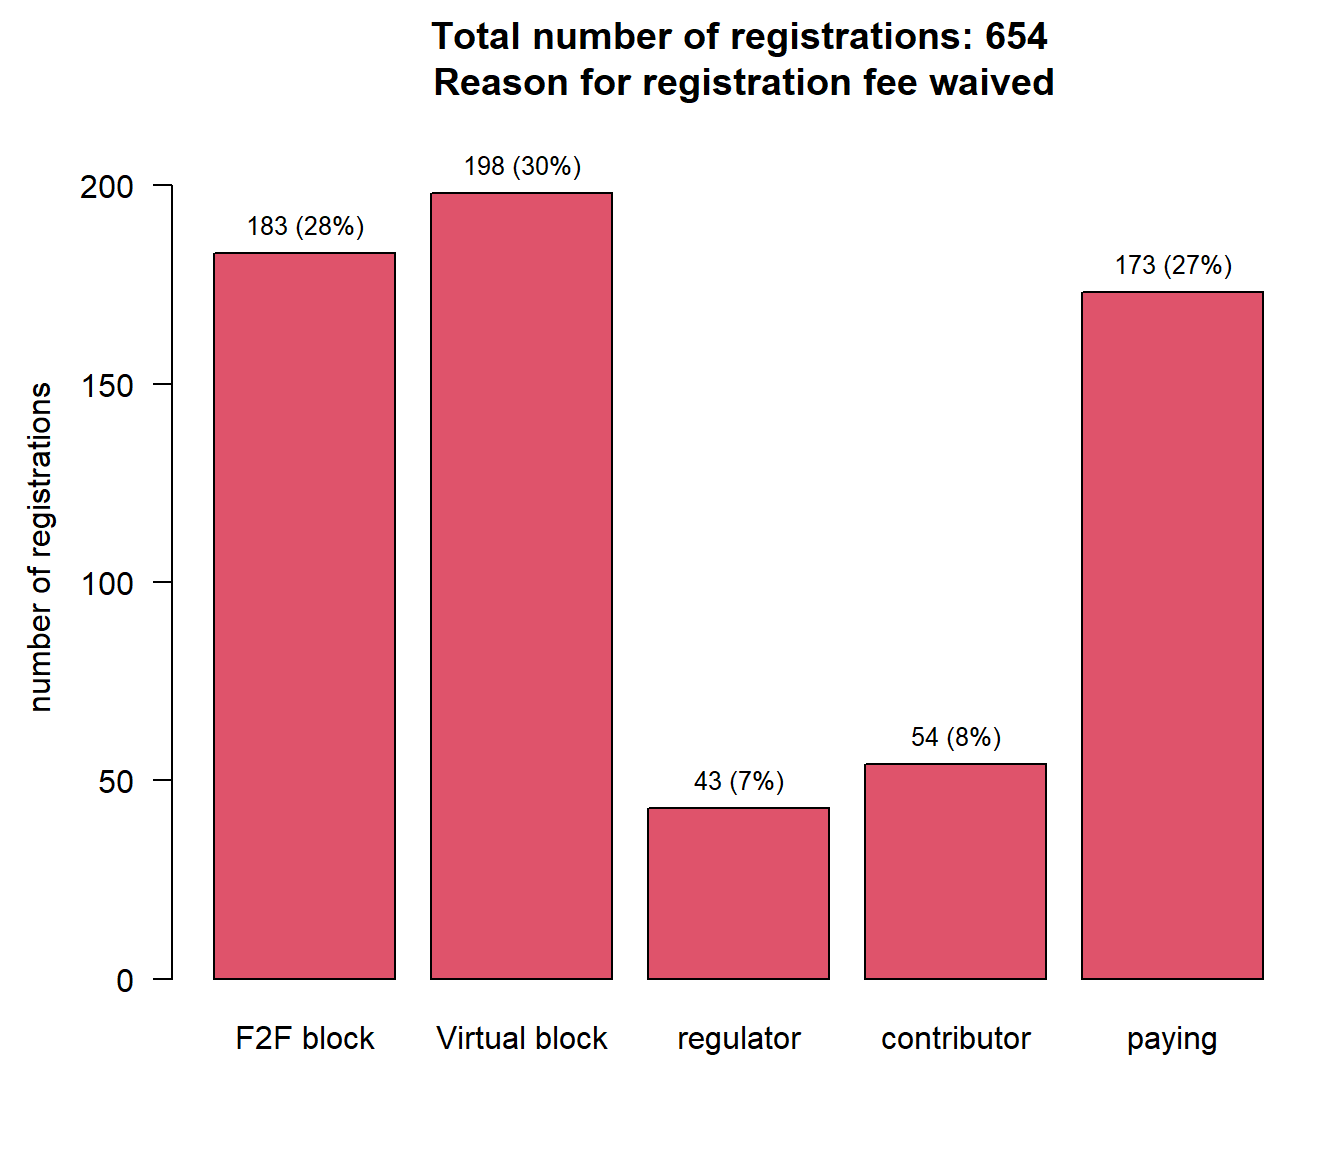 Total number of registrations: 654
Reason for registration fee waived
number of registrations
200
150
100
50
0
183 (28%)
198 (30%)
43 (7%)
54 (8%)
173 (27%)
F2F block
Virtual block
regulator
contributor
paying